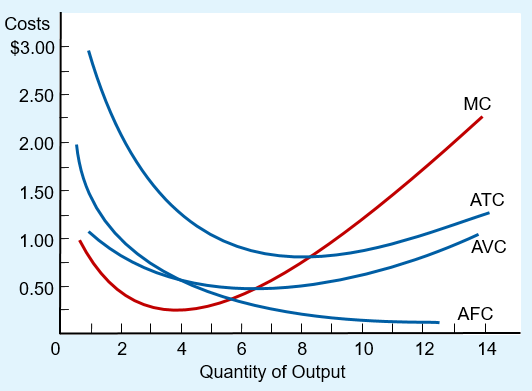 Costs
$3.00
2.50
2.00
1.50
1.00
0.50
MC
ATC
AVC
AFC
0 2 4 6 8 10 12 14
Quantity of Output